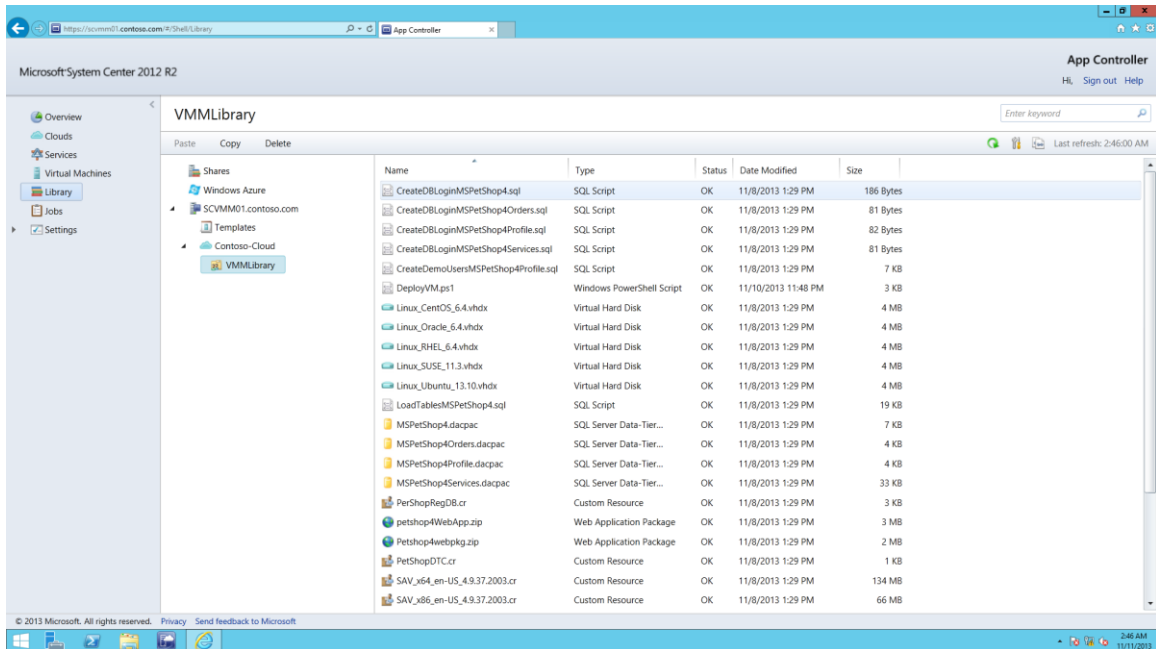 https://scvmm01.contoso.com/#/Shell/Library
App Controller
Microsoft System Center 2012 R2
App Controller
Hi, Sign out Help
Overview
Clouds
Services
Virtual Machines
Library
Jobs
Settings
VMMLibrary
Enter keyword
Paste Copy Delete
Last refresh: 2:46:00 AM
Shares
Windows Azure
SCVMM01.contoso.com
Templates
Contoso-Cloud
VMMLibrary
Name Type Status Date Modified Size
CreateDBLoginMSPetShop4.sql SQL Script OK 11/8/2013 1:29 PM 186 Bytes
CreateDBLoginMSPetShop4Orders.sql SQL Script OK 11/8/2013 1:29 PM 81 Bytes
CreateDBLoginMSPetShop4Profile.sql SQL Script OK 11/8/2013 1:29 PM 82 Bytes
CreateDBLoginMSPetShop4Services.sql SQL Script OK 11/8/2013 1:29 PM 81 Bytes
CreateDemoUsersMSPetShop4Profile.sql SQL Script OK 11/8/2013 1:29 PM 7 KB
DeployVM.ps1 Windows PowerShell Script OK 11/10/2013 11:48 PM 3 KB
Linux_CentOS_6.4.vhdx Virtual Hard Disk OK 11/8/2013 1:29 PM 4 MB
Linux_Oracle_6.4.vhdx Virtual Hard Disk OK 11/8/2013 1:29 PM 4 MB
Linux_RHEL_6.4.vhdx Virtual Hard Disk OK 11/8/2013 1:29 PM 4 MB
Linux_SUSE_11.3.vhdx Virtual Hard Disk OK 11/8/2013 1:29 PM 4 MB
Linux_Ubuntu_13.10.vhdx Virtual Hard Disk OK 11/8/2013 1:29 PM 4 MB
LoadTablesMSPetShop4.sql SQL Script OK 11/8/2013 1:29 PM 19 KB
MSPetShop4.dacpac SQL Server Data-Tier... OK 11/8/2013 1:29 PM 7 KB
MSPetShop4Orders.dacpac SQL Server Data-Tier... OK 11/8/2013 1:29 PM 4 KB
MSPetShop4Profile.dacpac SQL Server Data-Tier... OK 11/8/2013 1:29 PM 4 KB
MSPetShop4Services.dacpac SQL Server Data-Tier... OK 11/8/2013 1:29 PM 33 KB
PerShopRegDB.cr Custom Resource OK 11/8/2013 1:29 PM 3 KB
petshop4WebApp.zip Web Application Package OK 11/8/2013 1:29 PM 3 MB
Petshop4webpkg.zip Web Application Package OK 11/8/2013 1:29 PM 2 MB
PetShopDTC.cr Custom Resource OK 11/8/2013 1:29 PM 1 KB
SAV_x64_en-US_4.9.37.2003.cr Custom Resource OK 11/8/2013 1:29 PM 134 MB
SAV_x86_en-US_4.9.37.2003.cr Custom Resource OK 11/8/2013 1:29 PM 66 MB
© 2013 Microsoft. All rights reserved. Privacy Send feedback to Microsoft
2:46 AM
11/11/2013